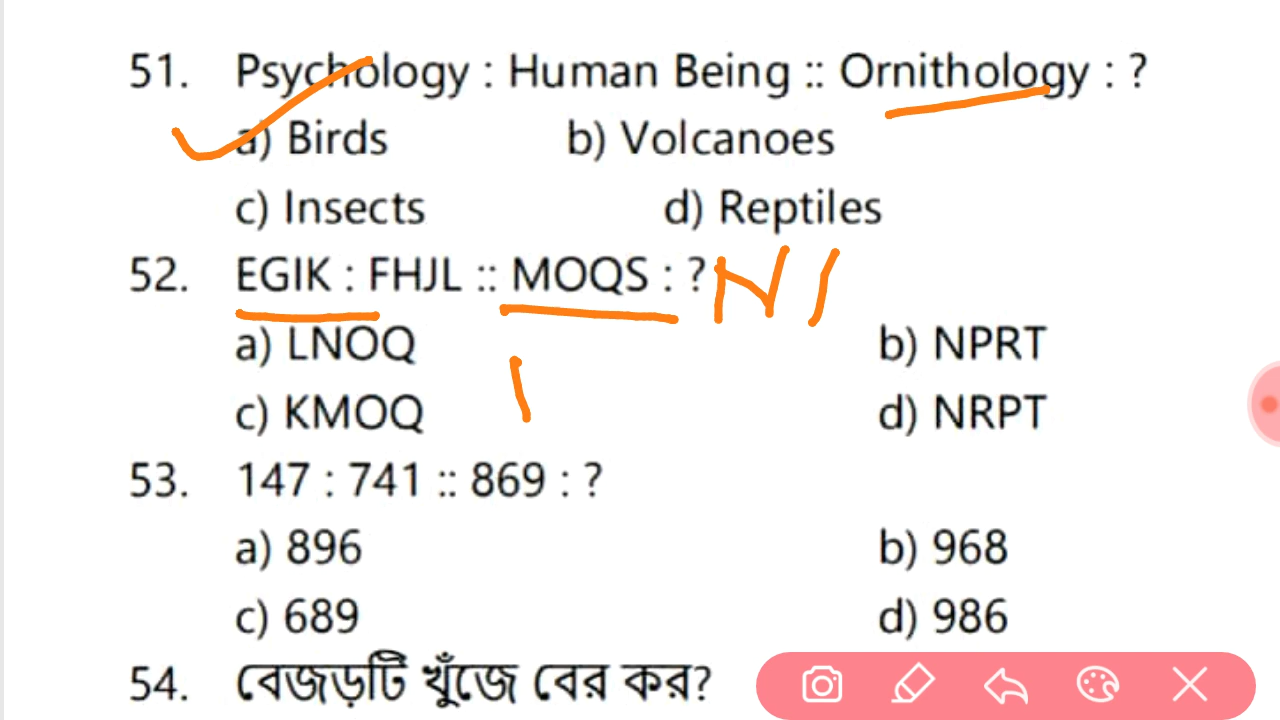 51. Psychology : Human Being :: Ornithology : ?
a) Birds b) Volcanoes
c) Insects d) Reptiles
52. EGIK : FHJL :: MOQS : ? N
a) LNOQ b) NPRT
c) KMOQ d) NRPT
53. 147 : 741 :: 869 : ?
a) 896 b) 968
c) 689 d) 986
54. বেজড়টি খুঁজে বের কর?